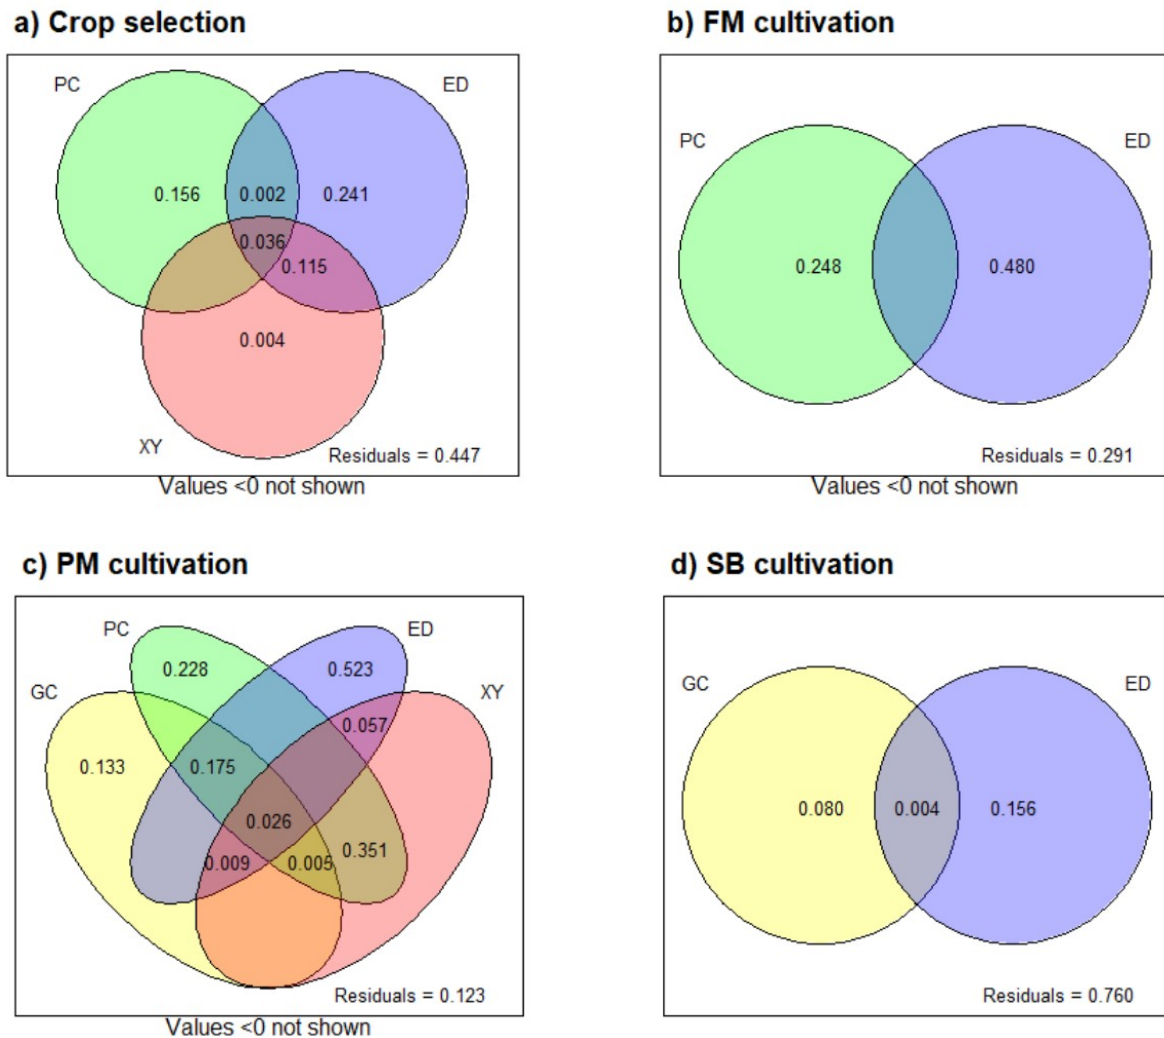 a) Crop selection
PC
ED
0.156
0.002
0.241
0.036
0.115
0.004
XY
Residuals = 0.447
Values <0 not shown
b) FM cultivation
PC
ED
0.248
0.480
Residuals = 0.291
Values <0 not shown
c) PM cultivation
PC
ED
GC
XY
0.228
0.523
0.057
0.133
0.175
0.026
0.351
0.009
0.005
Residuals = 0.123
Values <0 not shown
d) SB cultivation
GC
ED
0.080
0.004
0.156
Residuals = 0.760